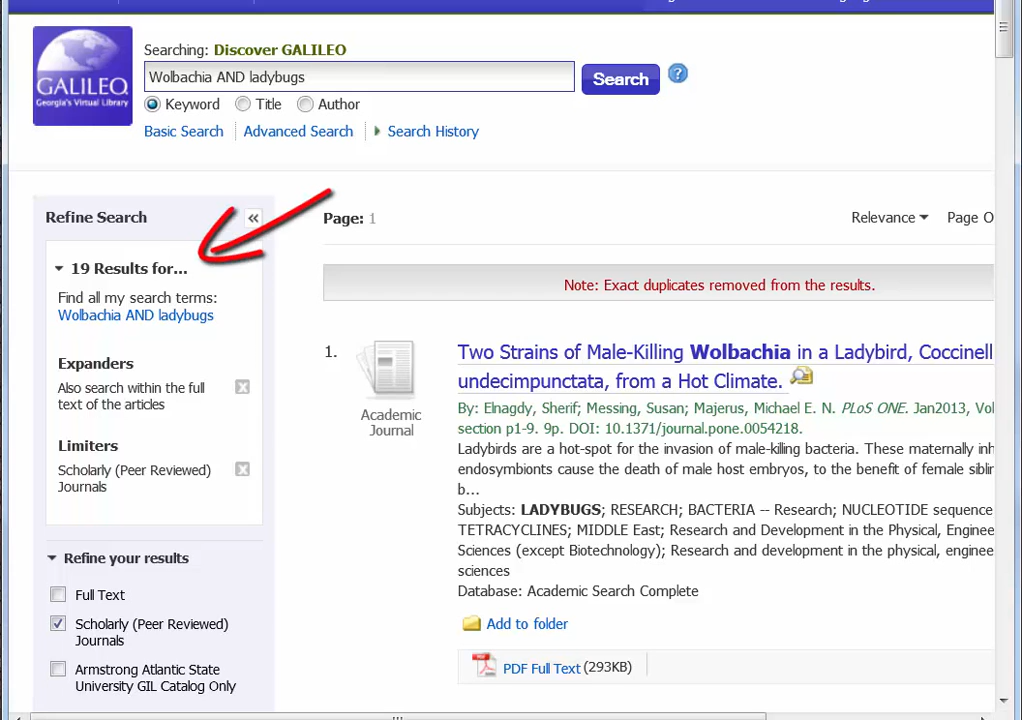 GALILEO
Georgia's Virtual Library
Searching: Discover GALILEO
Wolbachia AND ladybugs
Search
?
Keyword Title Author
Basic Search Advanced Search Search History
Refine Search «
19 Results for...
Find all my search terms:
Wolbachia AND ladybugs
Expanders
Also search within the full
text of the articles
Limiters
Scholarly (Peer Reviewed)
Journals
Refine your results
Full Text
Scholarly (Peer Reviewed)
Journals
Armstrong Atlantic State
University GIL Catalog Only
Page: 1 Relevance Page O
Note: Exact duplicates removed from the results.
1.
Academic
Journal
Two Strains of Male-Killing Wolbachia in a Ladybird, Coccinell
undecimpunctata, from a Hot Climate.
By: Elnagdy, Sherif; Messing, Susan; Majerus, Michael E. N. PLoS ONE. Jan2013, Vol
section p1-9. 9p. DOI: 10.1371/journal.pone.0054218.
Ladybirds are a hot-spot for the invasion of male-killing bacteria. These maternally inh
endosymbionts cause the death of male host embryos, to the benefit of female siblin
b...
Subjects: LADYBUGS; RESEARCH; BACTERIA -- Research; NUCLEOTIDE sequence
TETRACYCLINES; MIDDLE East; Research and Development in the Physical, Enginee
Sciences (except Biotechnology); Research and development in the physical, enginee
sciences
Database: Academic Search Complete
Add to folder
PDF Full Text (293KB)